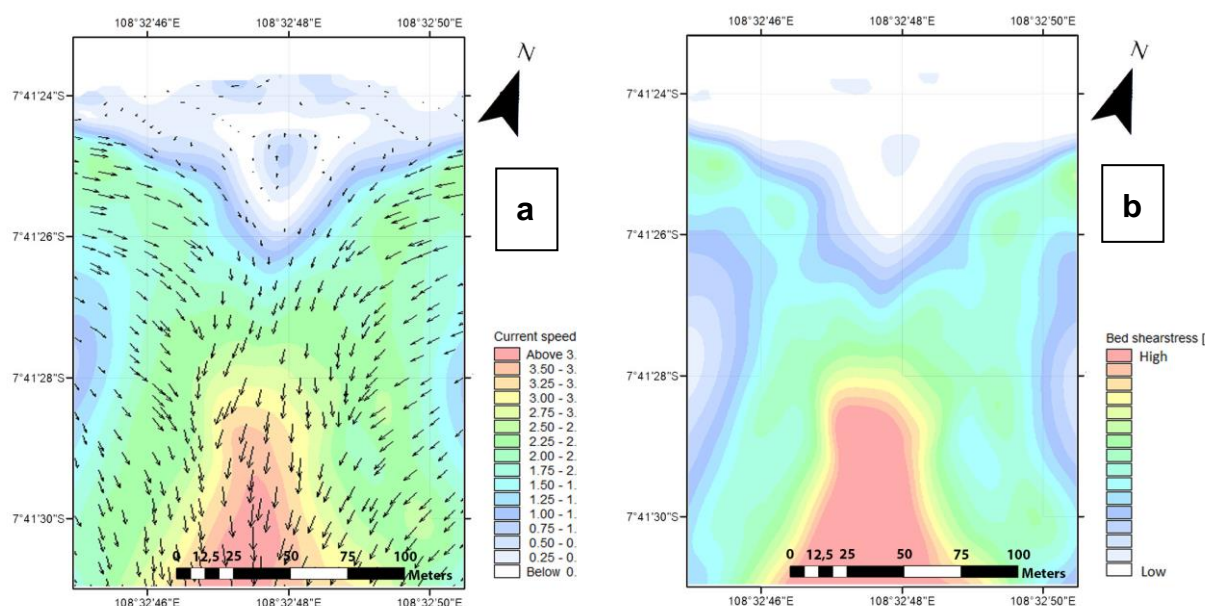 108°32'46"E 108°32'48"E 108°32'50"E
N
7°41'24"S
7°41'26"S
7°41'28"S
7°41'30"S
a
Current speed
Above 3.
3.50 - 3.
3.25 - 3.
3.00 - 3.
2.75 - 3.
2.50 - 2.
2.25 - 2.
2.00 - 2.
1.75 - 2.
1.50 - 1.
1.25 - 1.
1.00 - 1.
0.75 - 1.
0.50 - 0.
0.25 - 0.
Below 0.
0 12,5 25 50 75 100
Meters
108°32'46"E 108°32'48"E 108°32'50"E
108°32'46"E 108°32'48"E 108°32'50"E
N
7°41'24"S
7°41'26"S
7°41'28"S
7°41'30"S
b
Bed shearstress [
High
Low
0 12,5 25 50 75 100
Meters
108°32'46"E 108°32'48"E 108°32'50"E